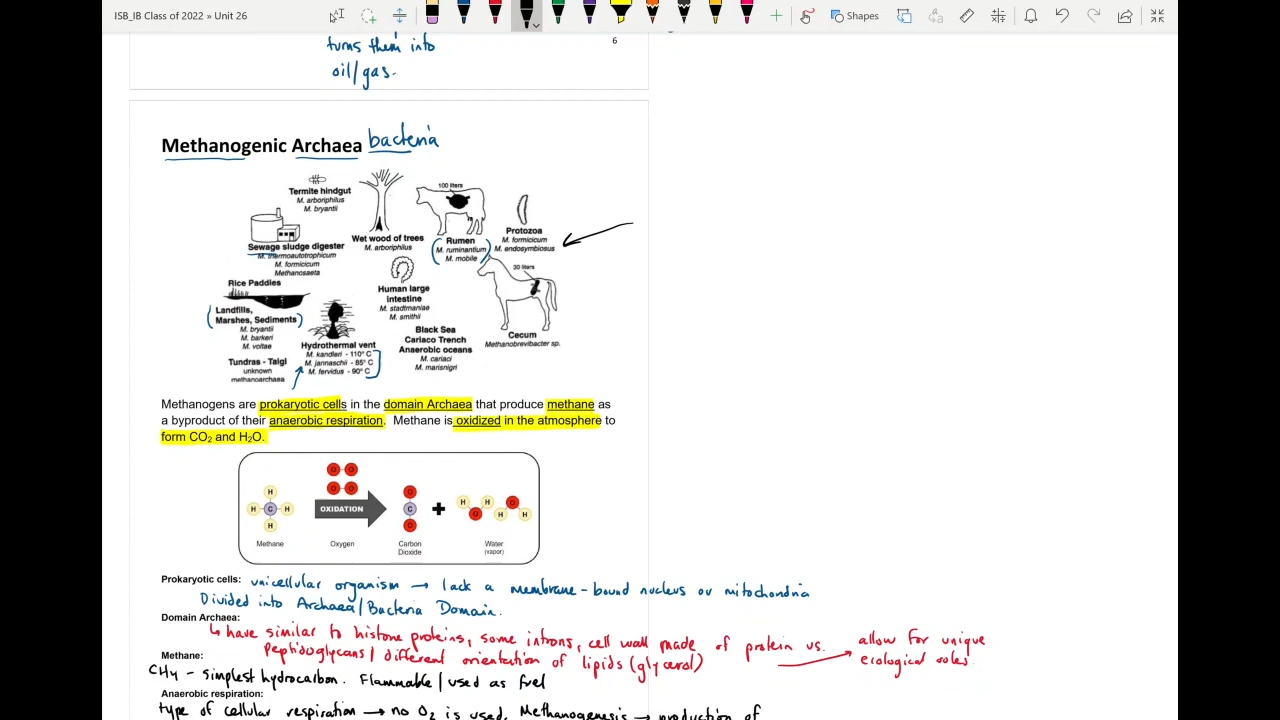 ISB_IB Class of 2022 » Unit 26
Shapes
turns them into
oil/gas.
6
Methanogenic Archaea bacteria
Termite hindgut
M. arboriphilus
M. bryantii
100 liters
Sewage sludge digester
M. thermoautotrophicum
M. formicicum
Methanosaeta
Wet wood of trees
M. arboriphilus
Rumen
M. ruminantium
M. mobile
Protozoa
M. formicicum
M. endosymbiosus
30 liters
Rice Paddies
Landfills,
Marshes, Sediments
M. bryantii
M. barkeri
M. voltae
Human large
intestine
M. stadtmaniae
M. smithii
Hydrothermal vent
M. kandleri - 110° C
M. jannaschii - 85° C
M. fervidus - 90° C
Black Sea
Cariaco Trench
Anaerobic oceans
M. cariaci
M. marisnigri
Cecum
Methanobrevibacter sp.
Tundras - Taigi
unknown
methanoarchaea
Methanogens are prokaryotic cells in the domain Archaea that produce methane as
a byproduct of their anaerobic respiration. Methane is oxidized in the atmosphere to
form CO2 and H2O.
O O
O O
H
H C H
H
OXIDATION
O
C
O
+
H H O
O H H
Methane
Oxygen
Carbon
Dioxide
Water
(vapor)
Prokaryotic cells: unicellular organism → lack a membrane-bound nucleus or mitochondria
Divided into Archaea/Bacteria Domain.
Domain Archaea:
↳ have similar to histone proteins, some introns, cell wall made of protein vs.
peptidoglycans/ different orientation of lipids (glycerol) → allow for unique
ecological roles.
Methane:
CH4 - simplest hydrocarbon. Flammable/used as fuel
Anaerobic respiration:
type of cellular respiration → no O2 is used. Methanogenesis → production of